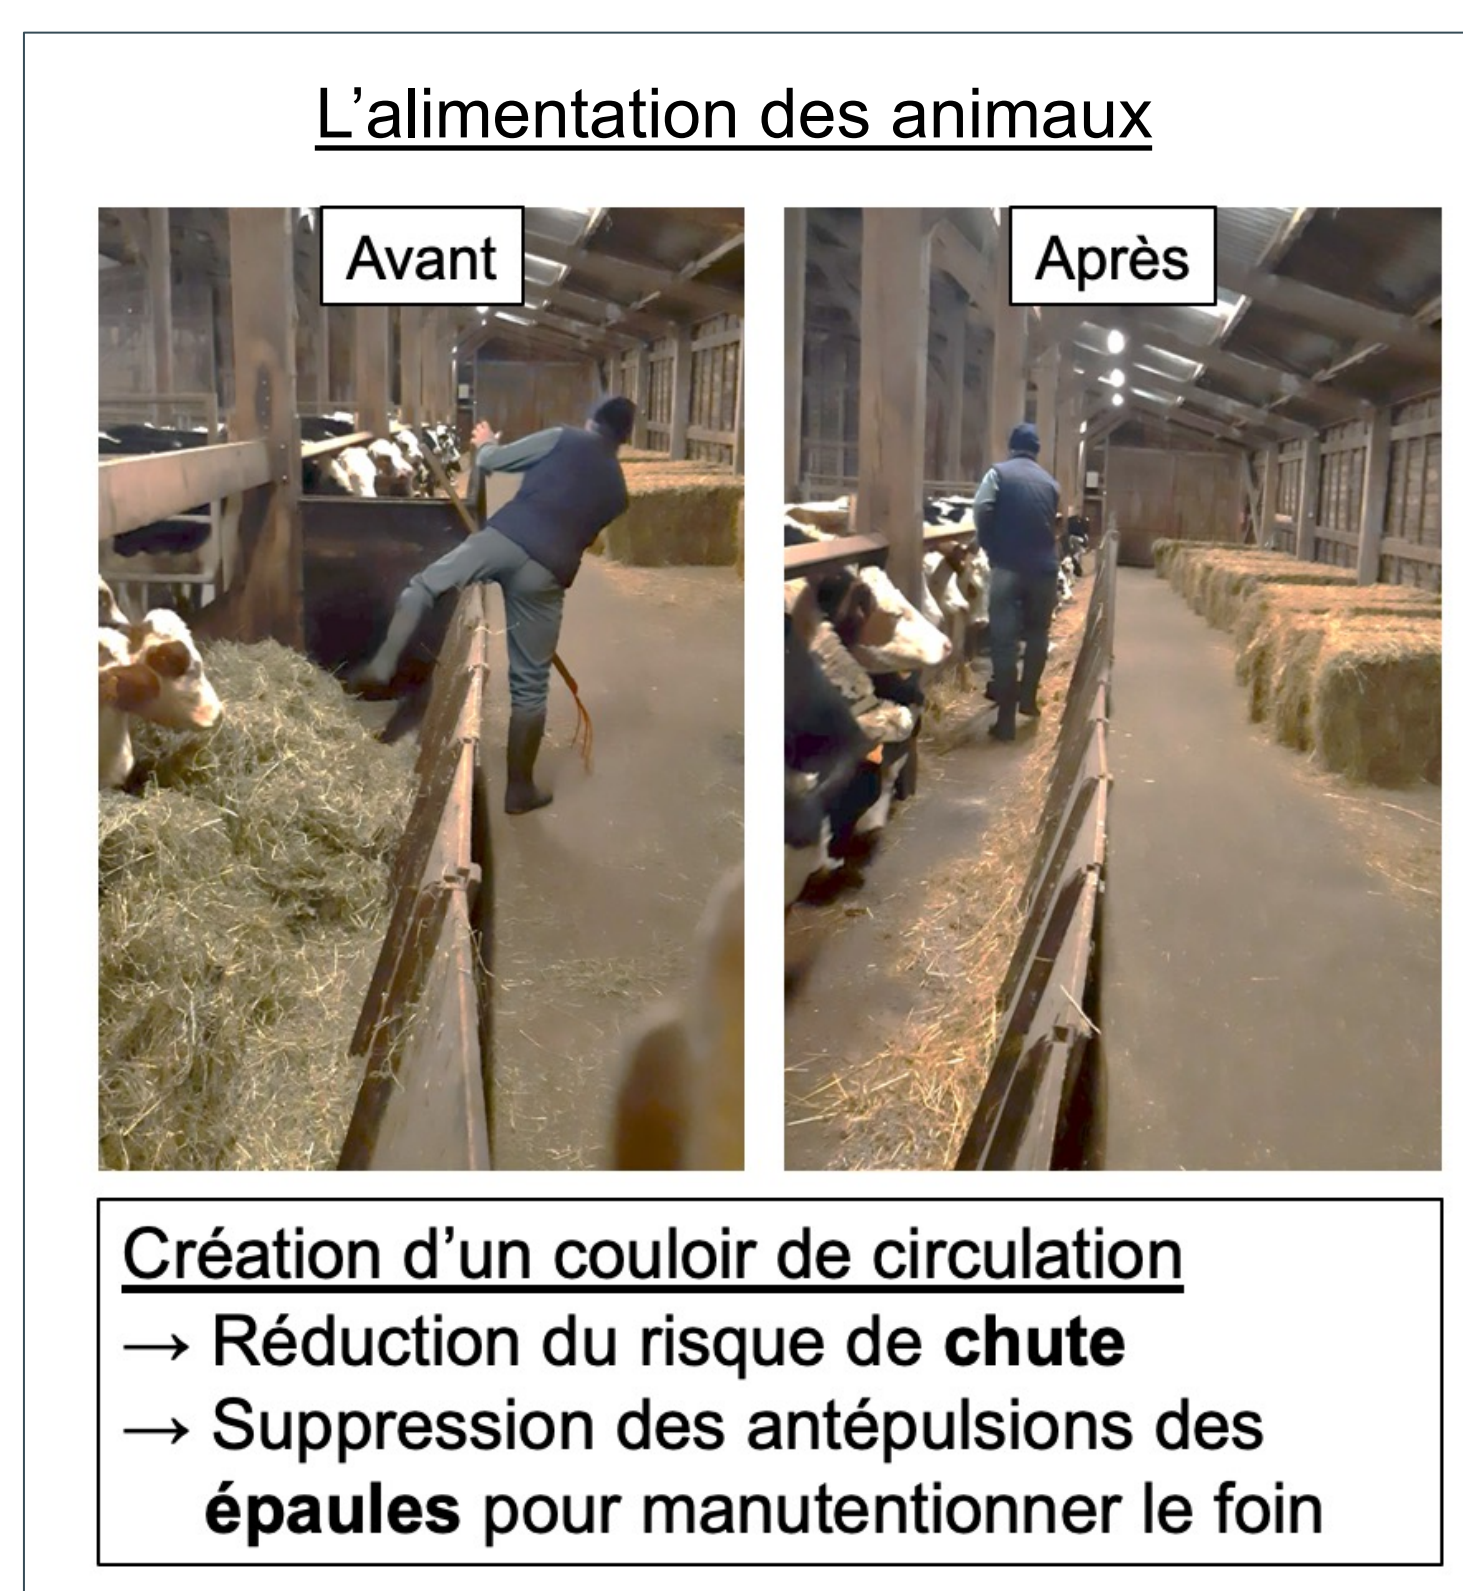 L’alimentation des animaux
Avant
Après
Création d’un couloir de circulation
→ Réduction du risque de chute
→ Suppression des antépulsions des
épaules pour manutentionner le foin